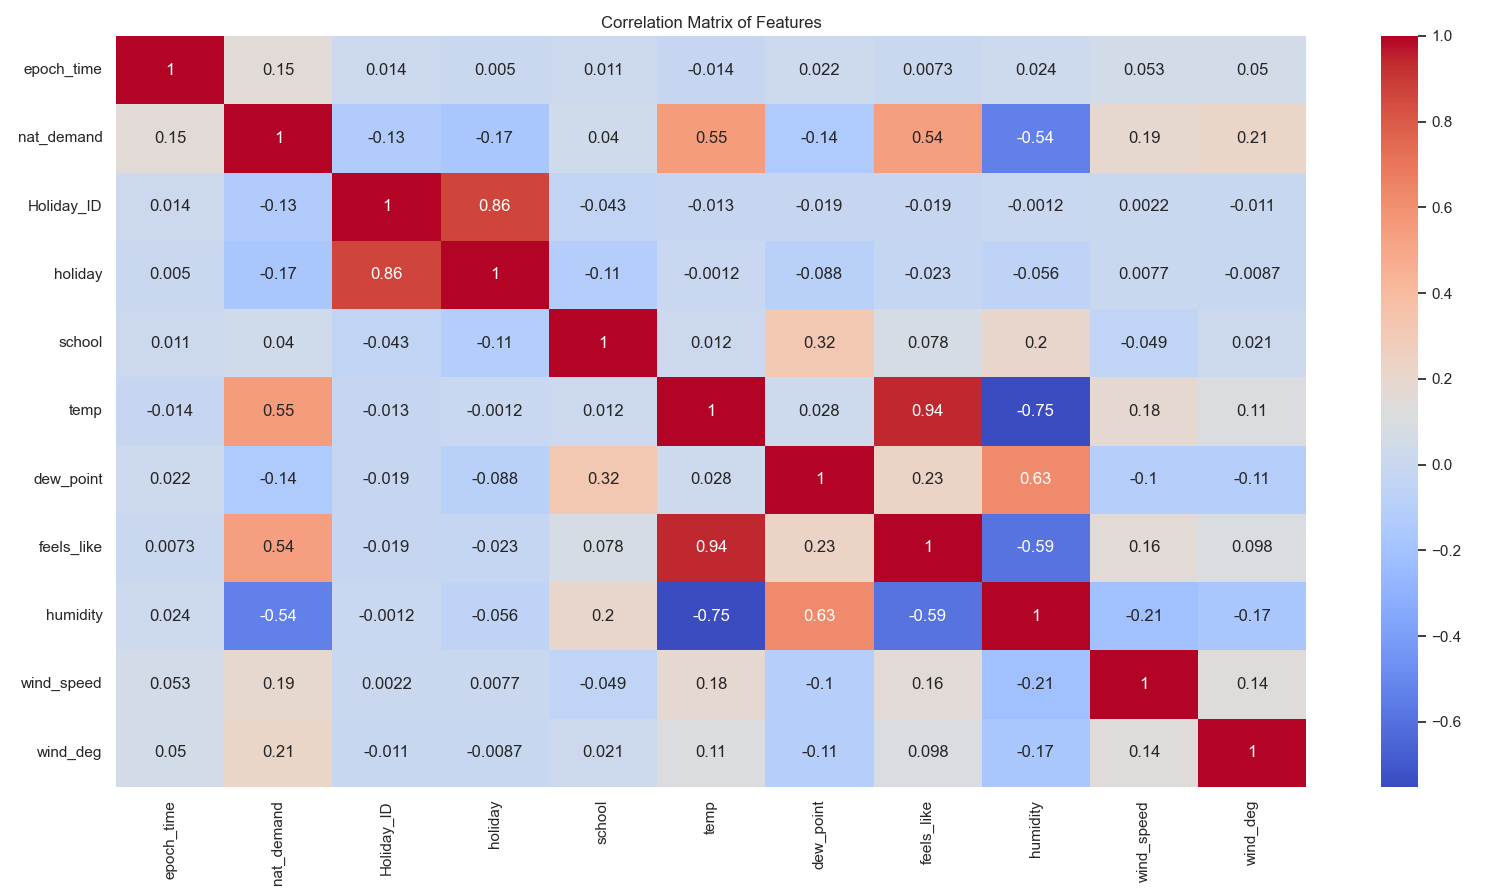 Correlation Matrix of Features
epoch_time 1 0.15 0.014 0.005 0.011 -0.014 0.022 0.0073 0.024 0.053 0.05
nat_demand 0.15 1 -0.13 -0.17 0.04 0.55 -0.14 0.54 -0.54 0.19 0.21
Holiday_ID 0.014 -0.13 1 0.86 -0.043 -0.013 -0.019 -0.019 -0.0012 0.0022 -0.011
holiday 0.005 -0.17 0.86 1 -0.11 -0.0012 -0.088 -0.023 -0.056 0.0077 -0.0087
school 0.011 0.04 -0.043 -0.11 1 0.012 0.32 0.078 0.2 -0.049 0.021
temp -0.014 0.55 -0.013 -0.0012 0.012 1 0.028 0.94 -0.75 0.18 0.11
dew_point 0.022 -0.14 -0.019 -0.088 0.32 0.028 1 0.23 0.63 -0.1 -0.11
feels_like 0.0073 0.54 -0.019 -0.023 0.078 0.94 0.23 1 -0.59 0.16 0.098
humidity 0.024 -0.54 -0.0012 -0.056 0.2 -0.75 0.63 -0.59 1 -0.21 -0.17
wind_speed 0.053 0.19 0.0022 0.0077 -0.049 0.18 -0.1 0.16 -0.21 1 0.14
wind_deg 0.05 0.21 -0.011 -0.0087 0.021 0.11 -0.11 0.098 -0.17 0.14 1
epoch_time nat_demand Holiday_ID holiday school temp dew_point feels_like humidity wind_speed wind_deg
1.0
0.8
0.6
0.4
0.2
0.0
−0.2
−0.4
−0.6